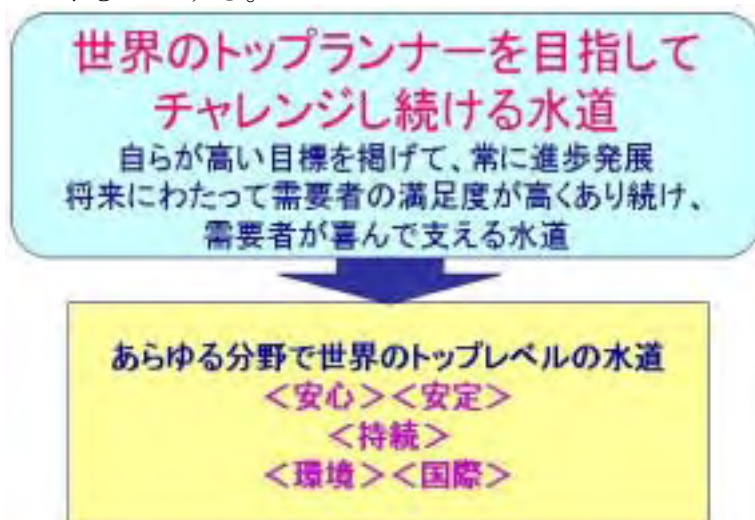 世界のトップランナーを目指して
チャレンジし続ける水道
自らが高い目標を掲げて、常に進歩発展
将来にわたって需要者の満足度が高くあり続け、
需要者が喜んで支える水道
あらゆる分野で世界のトップレベルの水道
＜安心＞＜安定＞
＜持続＞
＜環境＞＜国際＞